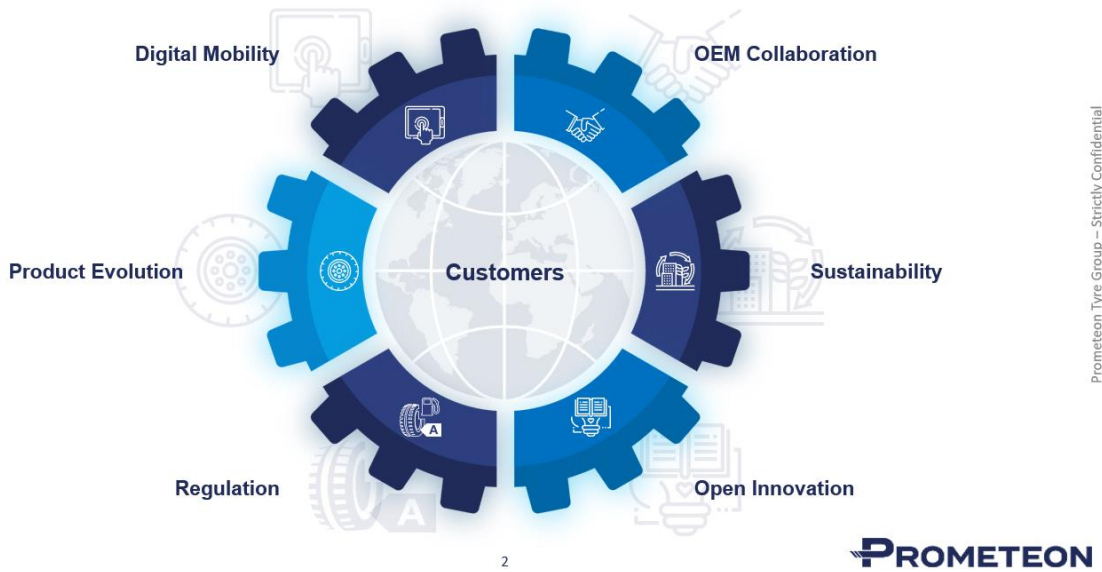 Digital Mobility
OEM Collaboration
Product Evolution
Customers
Sustainability
Regulation
A
A
Open Innovation
Prometeon Tyre Group – Strictly Confidential
2
PROMETEON